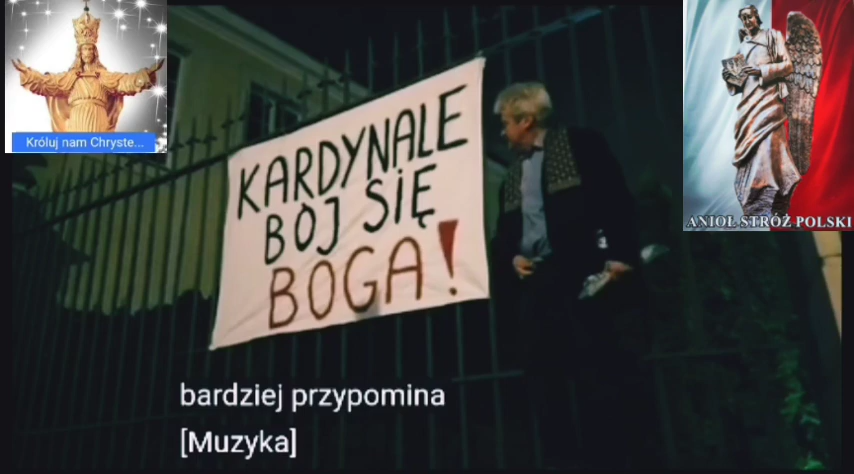 Króluj nam Chryste...
KARDYNALE
BÓJ SIĘ
BOGA!
ANIOŁ STRÓŻ POLSKI
bardziej przypomina
[Muzyka]